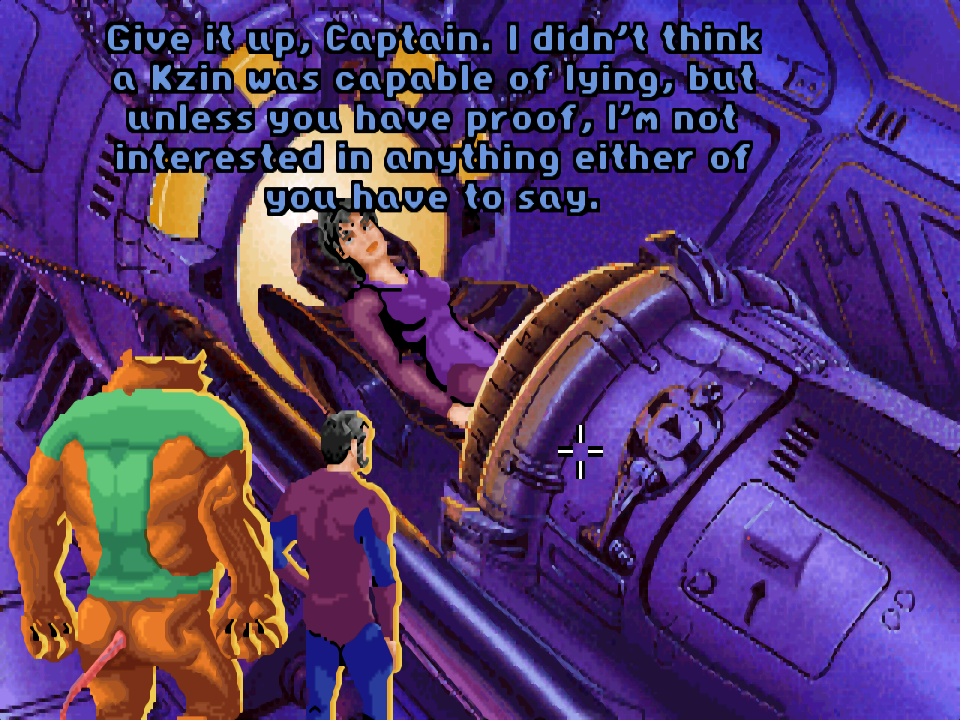 Give it up, Captain. I didn't think
a Kzin was capable of lying, but
unless you have proof, I'm not
interested in anything either of
you have to say.